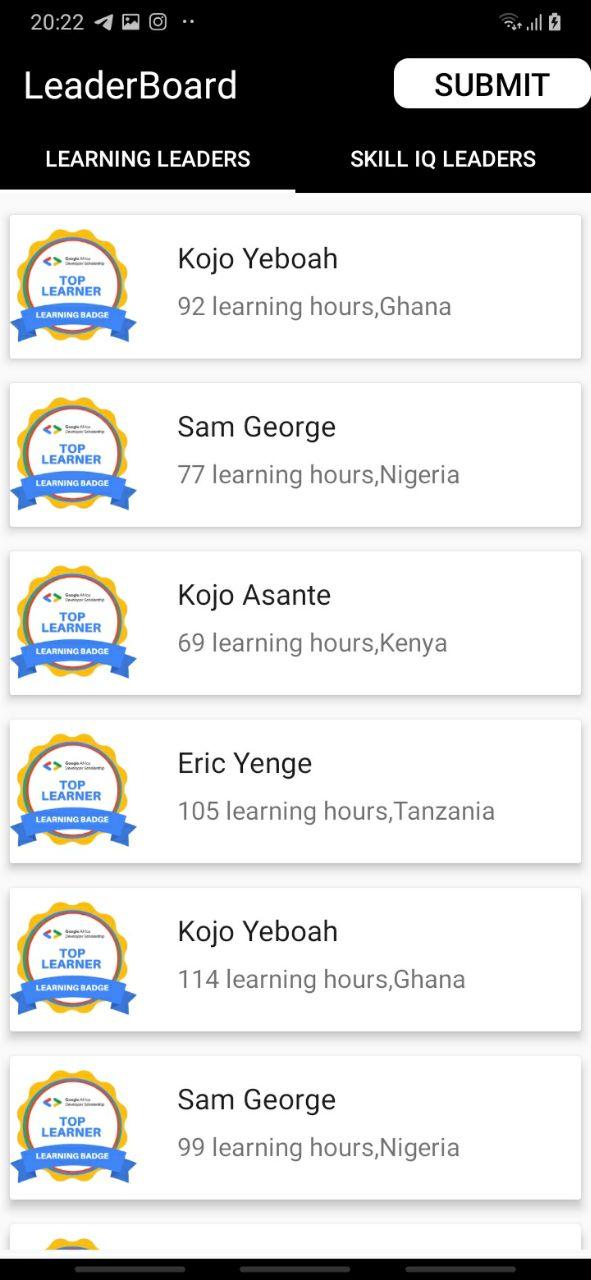 20:22
LeaderBoard
SUBMIT
LEARNING LEADERS
SKILL IQ LEADERS
Google Africa
Developer Scholarship
TOP
LEARNER
LEARNING BADGE
Kojo Yeboah
92 learning hours,Ghana
Google Africa
Developer Scholarship
TOP
LEARNER
LEARNING BADGE
Sam George
77 learning hours,Nigeria
Google Africa
Developer Scholarship
TOP
LEARNER
LEARNING BADGE
Kojo Asante
69 learning hours,Kenya
Google Africa
Developer Scholarship
TOP
LEARNER
LEARNING BADGE
Eric Yenge
105 learning hours,Tanzania
Google Africa
Developer Scholarship
TOP
LEARNER
LEARNING BADGE
Kojo Yeboah
114 learning hours,Ghana
Google Africa
Developer Scholarship
TOP
LEARNER
LEARNING BADGE
Sam George
99 learning hours,Nigeria